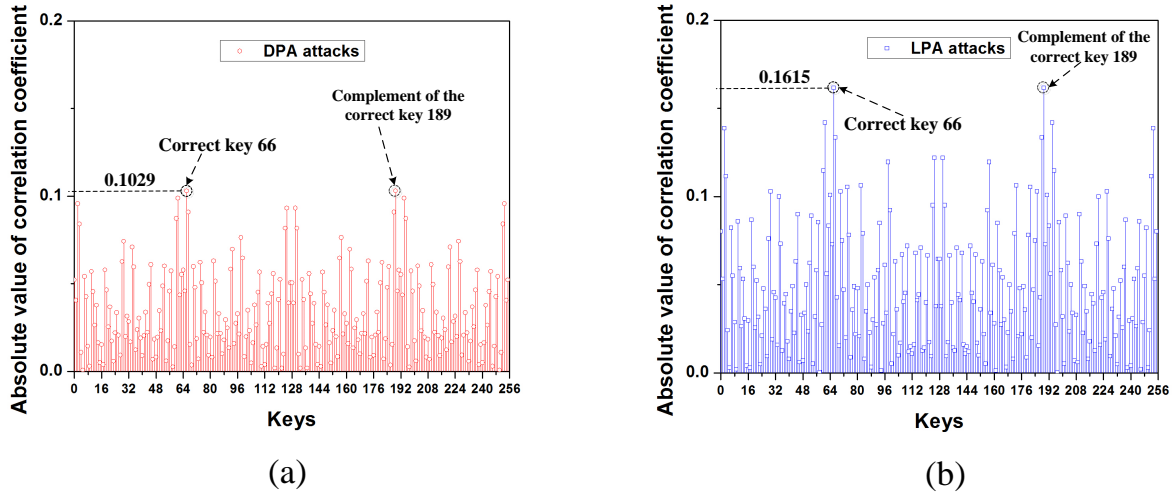 (a)
Absolute value of correlation coefficient
0.2
0.1
0.0
DPA attacks
Complement of the
correct key 189
Correct key 66
0.1029
0 16 32 48 64 80 96 112 128 144 160 176 192 208 224 240 256
Keys
(b)
Absolute value of correlation coefficient
0.2
0.1
0.0
LPA attacks
Complement of the
correct key 189
0.1615
Correct key 66
0 16 32 48 64 80 96 112 128 144 160 176 192 208 224 240 256
Keys